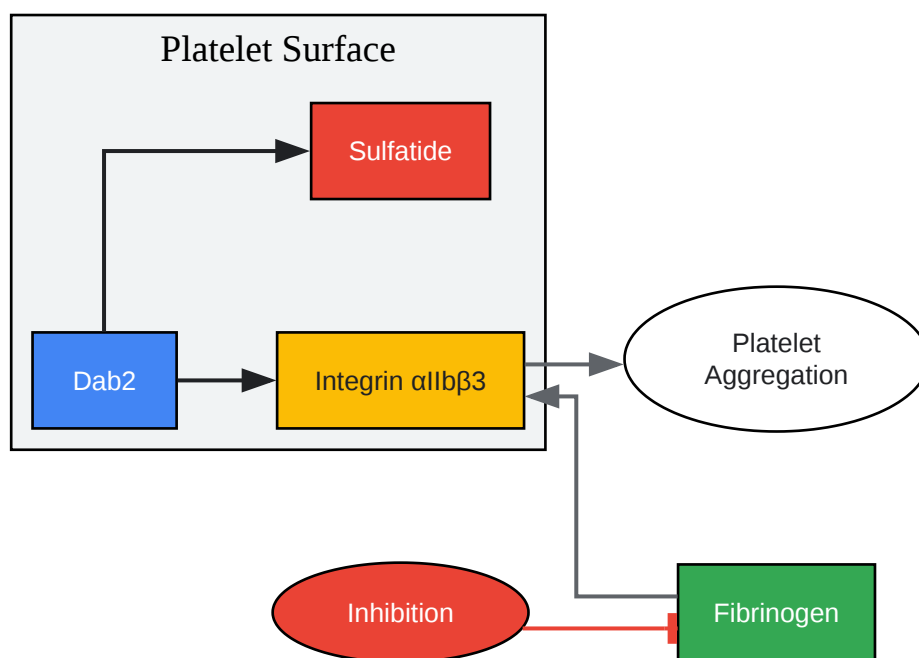 Platelet Surface
Sulfatide
Dab2
Integrin αIIbβ3
Platelet
Aggregation
Inhibition
Fibrinogen